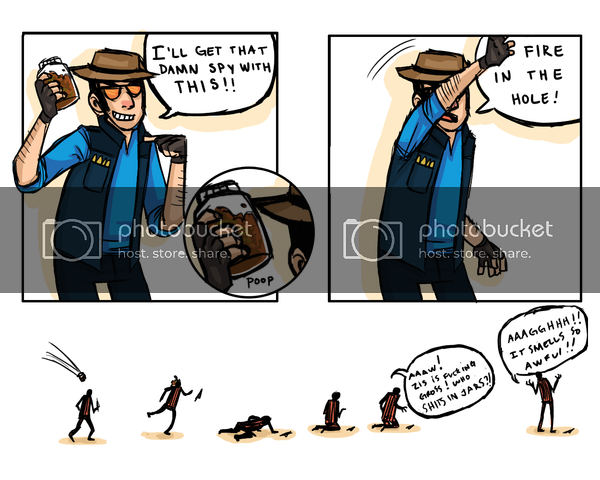 I'LL GET THAT
DAMN SPY WITH
THIS!!
FIRE
IN THE
HOLE!
POOP
photobucket
host. store. share.
photobucket
host. store. share.
AAAW!
ZIS IS FUCKING
GROSS! WHO
SHITS IN JARS?!
AAAGGHHH!!
IT SMELLS SO
AWFUL!!